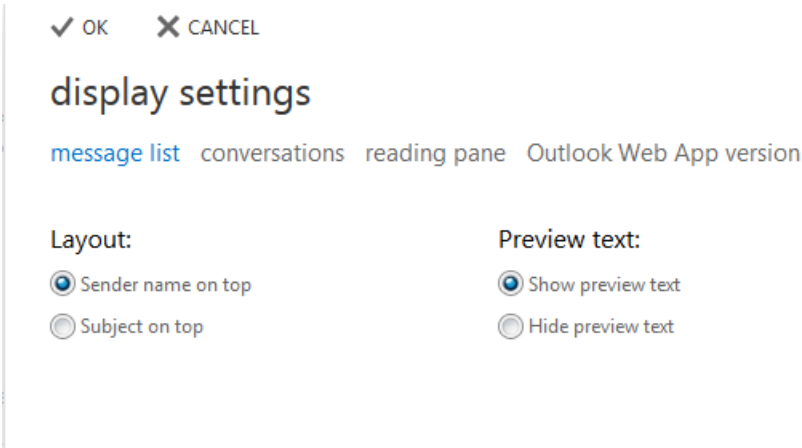 OK CANCEL
display settings
message list conversations reading pane Outlook Web App version
Layout: Preview text:
Sender name on top Show preview text
Subject on top Hide preview text